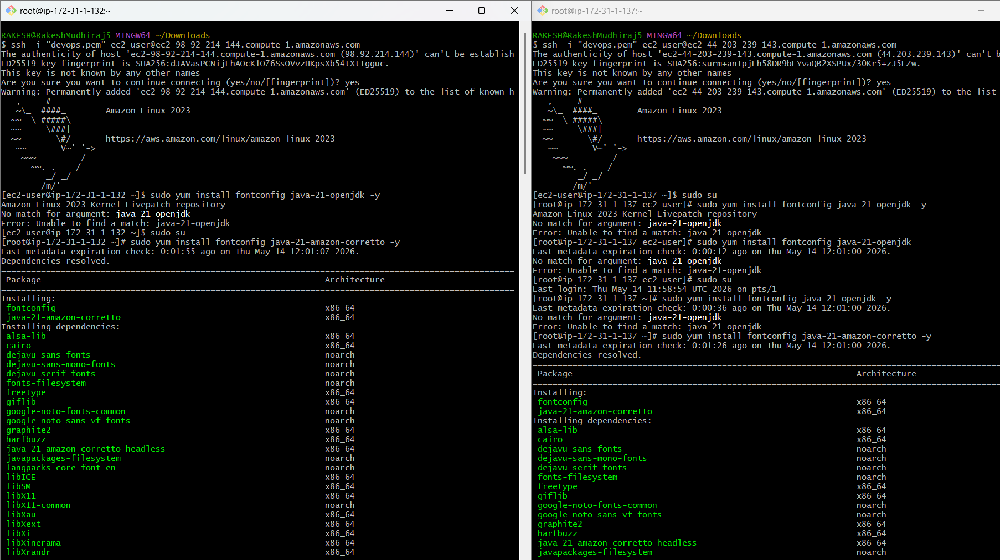 root@ip-172-31-1-132:~
RAKESH@RakeshMudhiraj5 MINGW64 ~/Downloads
$ ssh -i "devops.pem" ec2-user@ec2-98-92-214-144.compute-1.amazonaws.com
The authenticity of host 'ec2-98-92-214-144.compute-1.amazonaws.com (98.92.214.144)' can't be establish
ED25519 key fingerprint is SHA256:dJAVasPCNijLhAOcK1O76SsOVvzHKpsXb54tXtTgguc.
This key is not known by any other names
Are you sure you want to continue connecting (yes/no/[fingerprint])? yes
Warning: Permanently added 'ec2-98-92-214-144.compute-1.amazonaws.com' (ED25519) to the list of known h
   ,     #_
   ~\_  ####_        Amazon Linux 2023
  ~~  \_#####\
  ~~     \###|
  ~~       \#/ ___   https://aws.amazon.com/linux/amazon-linux-2023
   ~~       V~' '->
    ~~~         /
      ~~._.   _/
         _/ _/
       _/m/'
[ec2-user@ip-172-31-1-132 ~]$ sudo yum install fontconfig java-21-openjdk -y
Amazon Linux 2023 Kernel Livepatch repository
No match for argument: java-21-openjdk
Error: Unable to find a match: java-21-openjdk
[ec2-user@ip-172-31-1-132 ~]$ sudo su -
[root@ip-172-31-1-132 ~]# sudo yum install fontconfig java-21-amazon-corretto -y
Last metadata expiration check: 0:01:55 ago on Thu May 14 12:01:07 2026.
Dependencies resolved.
================================================================================
 Package Architecture
================================================================================
Installing:
 fontconfig x86_64
 java-21-amazon-corretto x86_64
Installing dependencies:
 alsa-lib x86_64
 cairo x86_64
 dejavu-sans-fonts noarch
 dejavu-sans-mono-fonts noarch
 dejavu-serif-fonts noarch
 fonts-filesystem noarch
 freetype x86_64
 giflib x86_64
 google-noto-fonts-common noarch
 google-noto-sans-vf-fonts noarch
 graphite2 x86_64
 harfbuzz x86_64
 java-21-amazon-corretto-headless x86_64
 javapackages-filesystem noarch
 langpacks-core-font-en noarch
 libICE x86_64
 libSM x86_64
 libX11 x86_64
 libX11-common noarch
 libXau x86_64
 libXext x86_64
 libXi x86_64
 libXinerama x86_64
 libXrandr x86_64
root@ip-172-31-1-137:~
RAKESH@RakeshMudhiraj5 MINGW64 ~/Downloads
$ ssh -i "devops.pem" ec2-user@ec2-44-203-239-143.compute-1.amazonaws.com
The authenticity of host 'ec2-44-203-239-143.compute-1.amazonaws.com (44.203.239.143)' can't b
ED25519 key fingerprint is SHA256:surm+anTpjEh58DR9bLYvaQB2XSPUx/3OKr5+zJ5EZw.
This key is not known by any other names
Are you sure you want to continue connecting (yes/no/[fingerprint])? yes
Warning: Permanently added 'ec2-44-203-239-143.compute-1.amazonaws.com' (ED25519) to the list
   ,     #_
   ~\_  ####_        Amazon Linux 2023
  ~~  \_#####\
  ~~     \###|
  ~~       \#/ ___   https://aws.amazon.com/linux/amazon-linux-2023
   ~~       V~' '->
    ~~~         /
      ~~._.   _/
         _/ _/
       _/m/'
[ec2-user@ip-172-31-1-137 ~]$ sudo su
[root@ip-172-31-1-137 ec2-user]# sudo yum install fontconfig java-21-openjdk -y
Amazon Linux 2023 Kernel Livepatch repository
No match for argument: java-21-openjdk
Error: Unable to find a match: java-21-openjdk
[root@ip-172-31-1-137 ec2-user]# sudo yum install fontconfig java-21-openjdk
Last metadata expiration check: 0:00:12 ago on Thu May 14 12:01:00 2026.
No match for argument: java-21-openjdk
Error: Unable to find a match: java-21-openjdk
[root@ip-172-31-1-137 ec2-user]# sudo su -
Last login: Thu May 14 11:58:54 UTC 2026 on pts/1
[root@ip-172-31-1-137 ~]# sudo yum install fontconfig java-21-openjdk -y
Last metadata expiration check: 0:00:36 ago on Thu May 14 12:01:00 2026.
No match for argument: java-21-openjdk
Error: Unable to find a match: java-21-openjdk
[root@ip-172-31-1-137 ~]# sudo yum install fontconfig java-21-amazon-corretto -y
Last metadata expiration check: 0:01:26 ago on Thu May 14 12:01:00 2026.
Dependencies resolved.
================================================================================
 Package Architecture
================================================================================
Installing:
 fontconfig x86_64
 java-21-amazon-corretto x86_64
Installing dependencies:
 alsa-lib x86_64
 cairo x86_64
 dejavu-sans-fonts noarch
 dejavu-sans-mono-fonts noarch
 dejavu-serif-fonts noarch
 fonts-filesystem noarch
 freetype x86_64
 giflib x86_64
 google-noto-fonts-common noarch
 google-noto-sans-vf-fonts noarch
 graphite2 x86_64
 harfbuzz x86_64
 java-21-amazon-corretto-headless x86_64
 javapackages-filesystem noarch